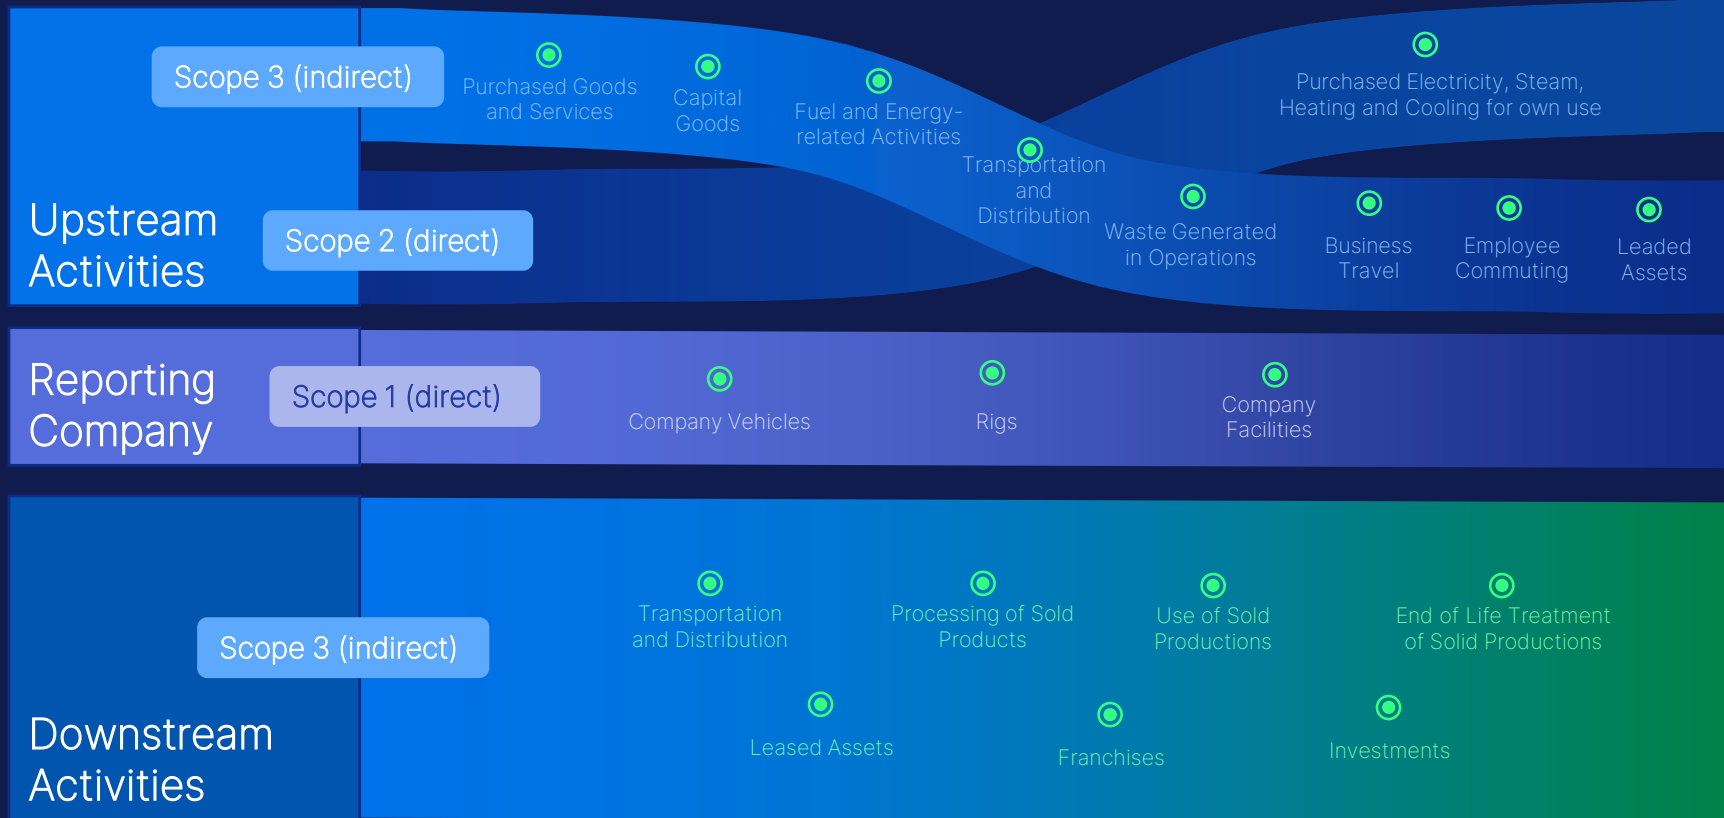 Scope 3 (indirect)
Purchased Goods
and Services
Capital
Goods
Fuel and Energy-
related Activities
Transportation
and
Distribution
Waste Generated
in Operations
Business
Travel
Employee
Commuting
Leaded
Assets
Purchased Electricity, Steam,
Heating and Cooling for own use
Upstream
Activities
Scope 2 (direct)
Reporting
Company
Scope 1 (direct)
Company Vehicles
Rigs
Company
Facilities
Scope 3 (indirect)
Downstream
Activities
Transportation
and Distribution
Processing of Sold
Products
Use of Sold
Productions
End of Life Treatment
of Solid Productions
Leased Assets
Franchises
Investments